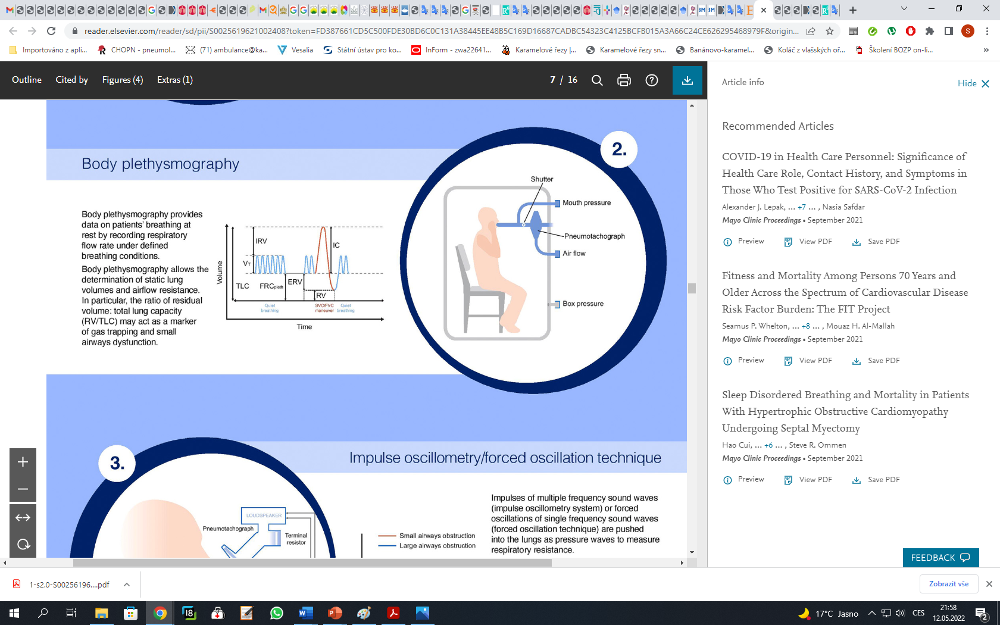 reader.elsevier.com/reader/sd/pii/S0025619621002408?token=FD387661CD5C500FDE30BD6C0C131A38445EE48B5C169D16687CADBC54323C4125BCFB015A3A66C24CE626295468979F&origin...
Importováno z apli...
CHOPN - pneumol...
(71) ambulance@ka...
Vesalia
Státní ústav pro ko...
InForm - zwa22641...
Karamelové řezy |...
Karamelové řezy sn...
Banánovo-karamel...
Koláč z vlašských oř...
Školení BOZP on-li...
Outline
Cited by
Figures (4)
Extras (1)
7 / 16
Body plethysmography
2.
Body plethysmography provides
data on patients' breathing at
rest by recording respiratory
flow rate under defined
breathing conditions.
Body plethysmography allows the
determination of static lung
volumes and airflow resistance.
In particular, the ratio of residual
volume: total lung capacity
(RV/TLC) may act as a marker
of gas trapping and small
airways dysfunction.
Volume
IRV
IC
VT
TLC
FRCpleth
ERV
RV
Quiet
breathing
SVC/FVC
maneuver
Quiet
breathing
Time
Shutter
Mouth pressure
Pneumotachograph
Air flow
Box pressure
3.
Impulse oscillometry/forced oscillation technique
LOUDSPEAKER
Pneumotachograph
Terminal
resistor
Small airways obstruction
Large airways obstruction
Impulses of multiple frequency sound waves
(impulse oscillometry system) or forced
oscillations of single frequency sound waves
(forced oscillation technique) are pushed
into the lungs as pressure waves to measure
respiratory resistance.
Article info
Hide
Recommended Articles
COVID-19 in Health Care Personnel: Significance of
Health Care Role, Contact History, and Symptoms in
Those Who Test Positive for SARS-CoV-2 Infection
Alexander J. Lepak, ... +7 ... , Nasia Safdar
Mayo Clinic Proceedings • September 2021
Preview
View PDF
Save PDF
Fitness and Mortality Among Persons 70 Years and
Older Across the Spectrum of Cardiovascular Disease
Risk Factor Burden: The FIT Project
Seamus P. Whelton, ... +8 ... , Mouaz H. Al-Mallah
Mayo Clinic Proceedings • September 2021
Preview
View PDF
Save PDF
Sleep Disordered Breathing and Mortality in Patients
With Hypertrophic Obstructive Cardiomyopathy
Undergoing Septal Myectomy
Hao Cui, ... +6 ... , Steve R. Ommen
Mayo Clinic Proceedings • September 2021
Preview
View PDF
Save PDF
FEEDBACK
1-s2.0-S00256196....pdf
Zobrazit vše
17°C Jasno
CES
21:58
12.05.2022
2